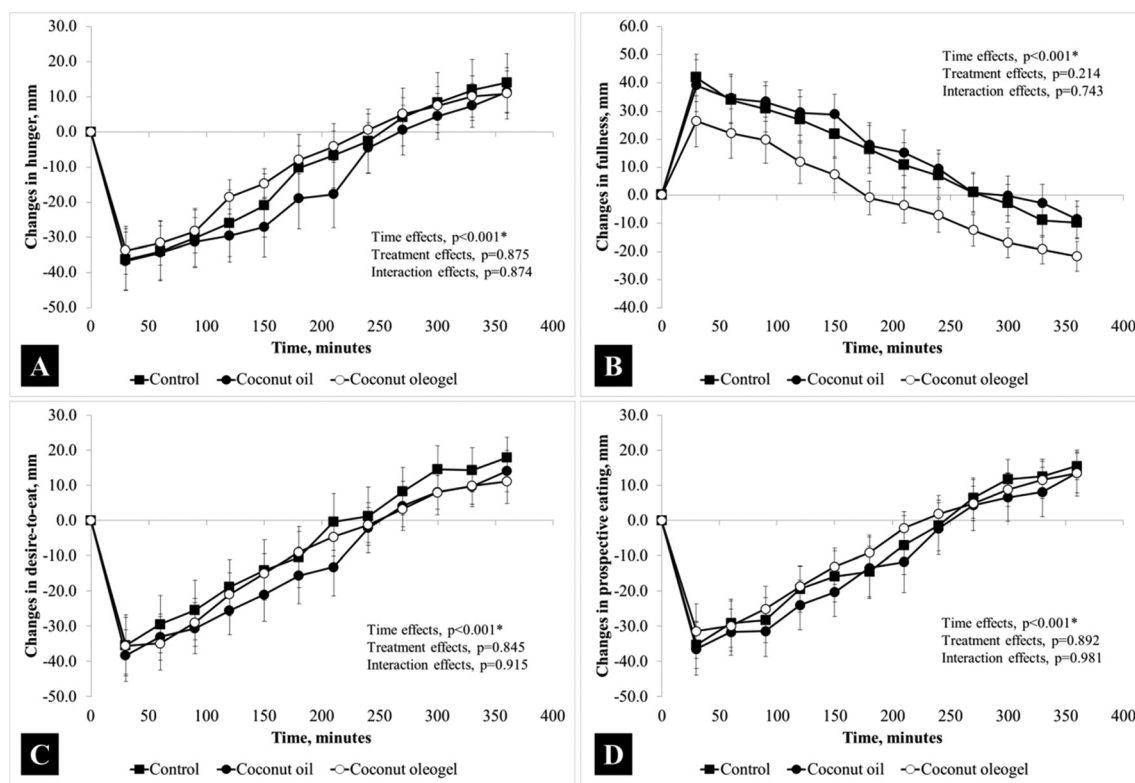 30.0
20.0
10.0
0.0
-10.0
-20.0
-30.0
-40.0
-50.0
Changes in hunger, mm
Time effects, p<0.001*
Treatment effects, p=0.875
Interaction effects, p=0.874
0 50 100 150 200 250 300 350 400
Time, minutes
A
Control Coconut oil Coconut oleogel
60.0
50.0
40.0
30.0
20.0
10.0
0.0
-10.0
-20.0
-30.0
-40.0
Changes in fullness, mm
Time effects, p<0.001*
Treatment effects, p=0.214
Interaction effects, p=0.743
0 50 100 150 200 250 300 350 400
Time, minutes
B
Control Coconut oil Coconut oleogel
30.0
20.0
10.0
0.0
-10.0
-20.0
-30.0
-40.0
-50.0
Changes in desire-to-eat, mm
Time effects, p<0.001*
Treatment effects, p=0.845
Interaction effects, p=0.915
0 50 100 150 200 250 300 350 400
Time, minutes
C
Control Coconut oil Coconut oleogel
30.0
20.0
10.0
0.0
-10.0
-20.0
-30.0
-40.0
-50.0
Changes in prospective eating, mm
Time effects, p<0.001*
Treatment effects, p=0.892
Interaction effects, p=0.981
0 50 100 150 200 250 300 350 400
Time, minutes
D
Control Coconut oil Coconut oleogel